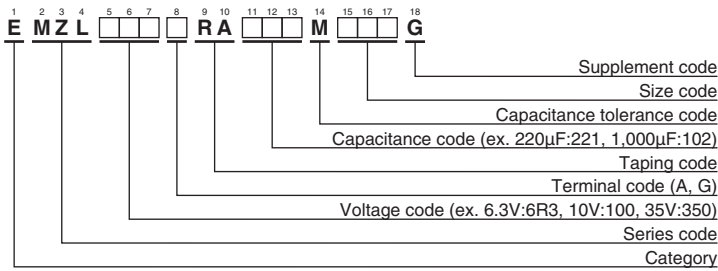 1 2 3 4 5 6 7 8 9 10 11 12 13 14 15 16 17 18
E MZL □□□ □ RA □□□ M □□□ G
Supplement code
Size code
Capacitance tolerance code
Capacitance code (ex. 220μF:221, 1,000μF:102)
Taping code
Terminal code (A, G)
Voltage code (ex. 6.3V:6R3, 10V:100, 35V:350)
Series code
Category